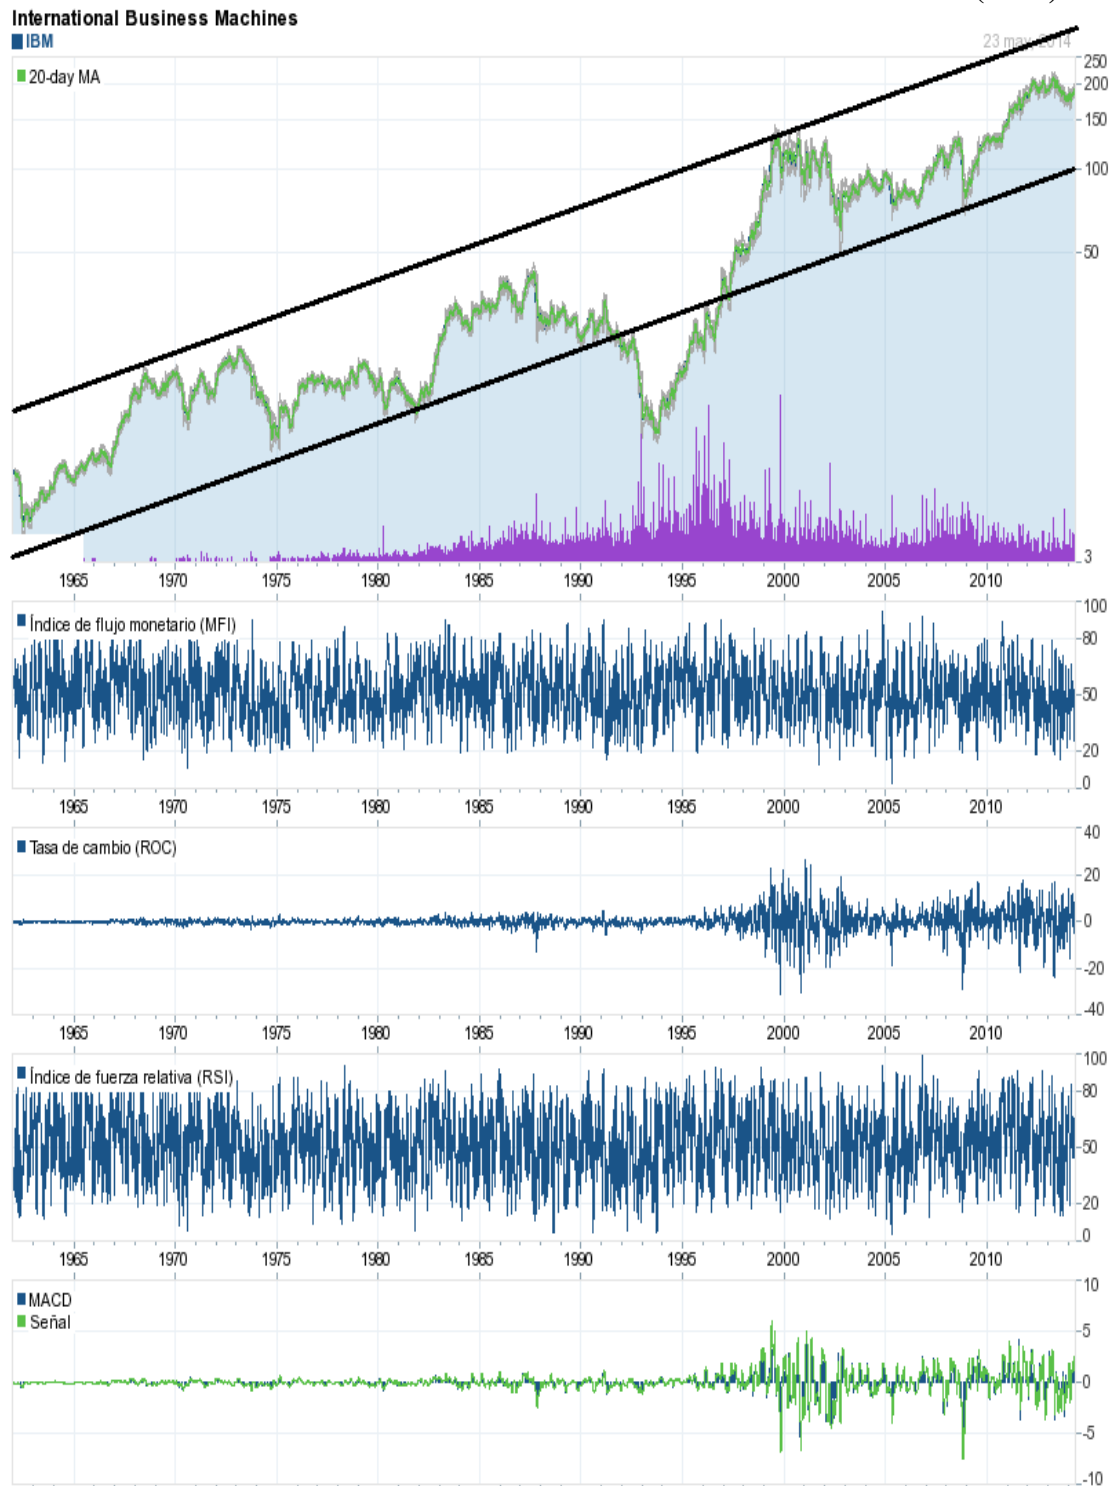 International Business Machines
IBM
23 may 2014
20-day MA
250
200
150
100
50
3
1965 1970 1975 1980 1985 1990 1995 2000 2005 2010
Índice de flujo monetario (MFI)
100
80
50
20
0
1965 1970 1975 1980 1985 1990 1995 2000 2005 2010
Tasa de cambio (ROC)
40
20
0
-20
-40
1965 1970 1975 1980 1985 1990 1995 2000 2005 2010
Índice de fuerza relativa (RSI)
100
80
50
20
0
1965 1970 1975 1980 1985 1990 1995 2000 2005 2010
MACD
Señal
10
5
0
-5
-10